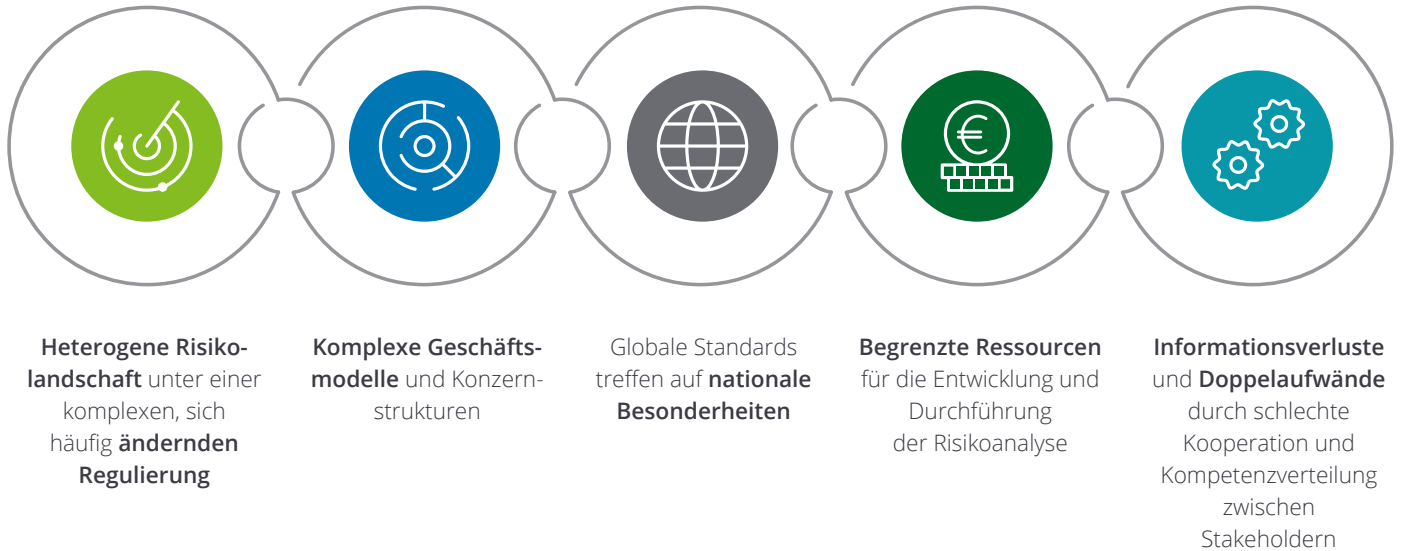 Heterogene Risiko-
landschaft unter einer
komplexen, sich
häufig ändernden
Regulierung
Komplexe Geschäfts-
modelle und Konzern-
strukturen
Globale Standards
treffen auf nationale
Besonderheiten
Begrenzte Ressourcen
für die Entwicklung und
Durchführung
der Risikoanalyse
Informationsverluste
und Doppelaufwände
durch schlechte
Kooperation und
Kompetenzverteilung
zwischen
Stakeholdern